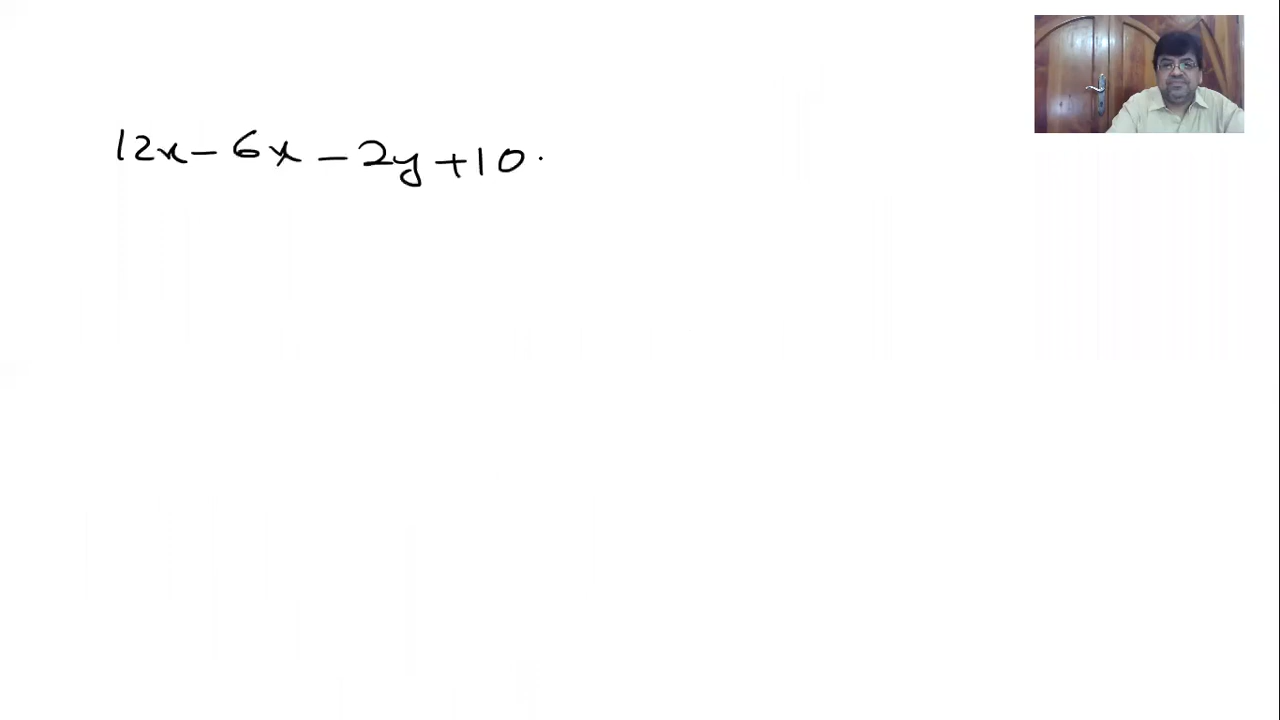 12x - 6x - 2y + 10.